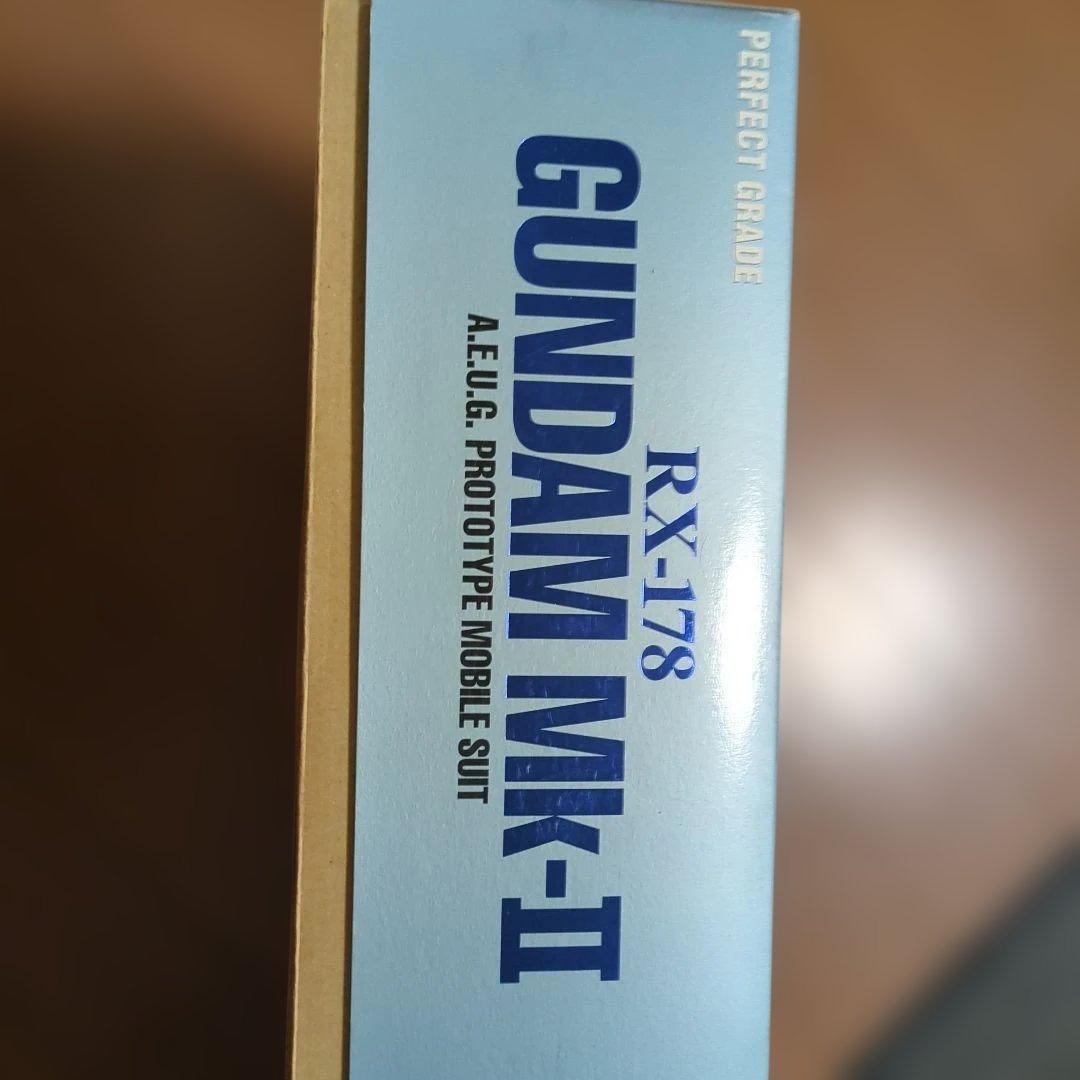 PERFECT GRADE
RX-178
GUNDAM Mk-II
A.E.U.G. PROTOTYPE MOBILE SUIT